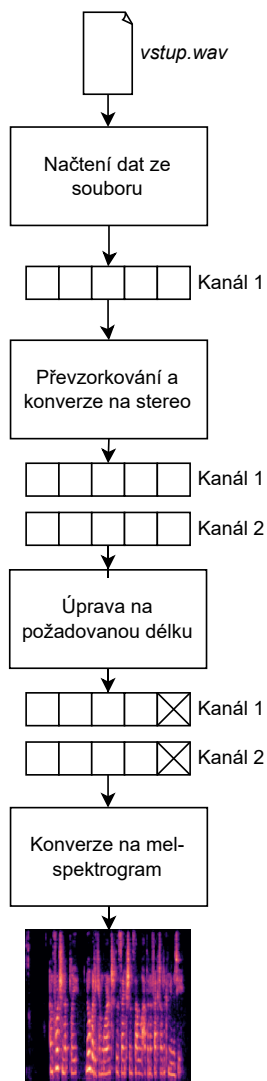 vstup.wav
Načtení dat ze
souboru
Kanál 1
Převzorkování a
konverze na stereo
Kanál 1
Kanál 2
Úprava na
požadovanou délku
Kanál 1
Kanál 2
Konverze na mel-
spektrogram